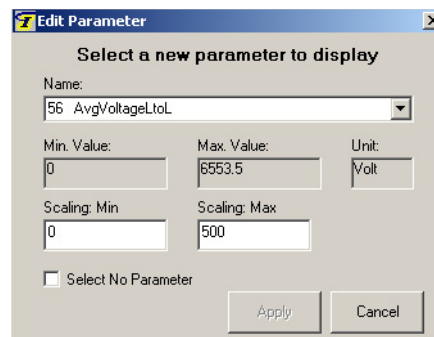 Edit Parameter
Select a new parameter to display
Name:
56 AvgVoltageLtoL
Min. Value: Max. Value: Unit:
0 6553.5 Volt
Scaling: Min Scaling: Max
0 500
Select No Parameter
Apply Cancel